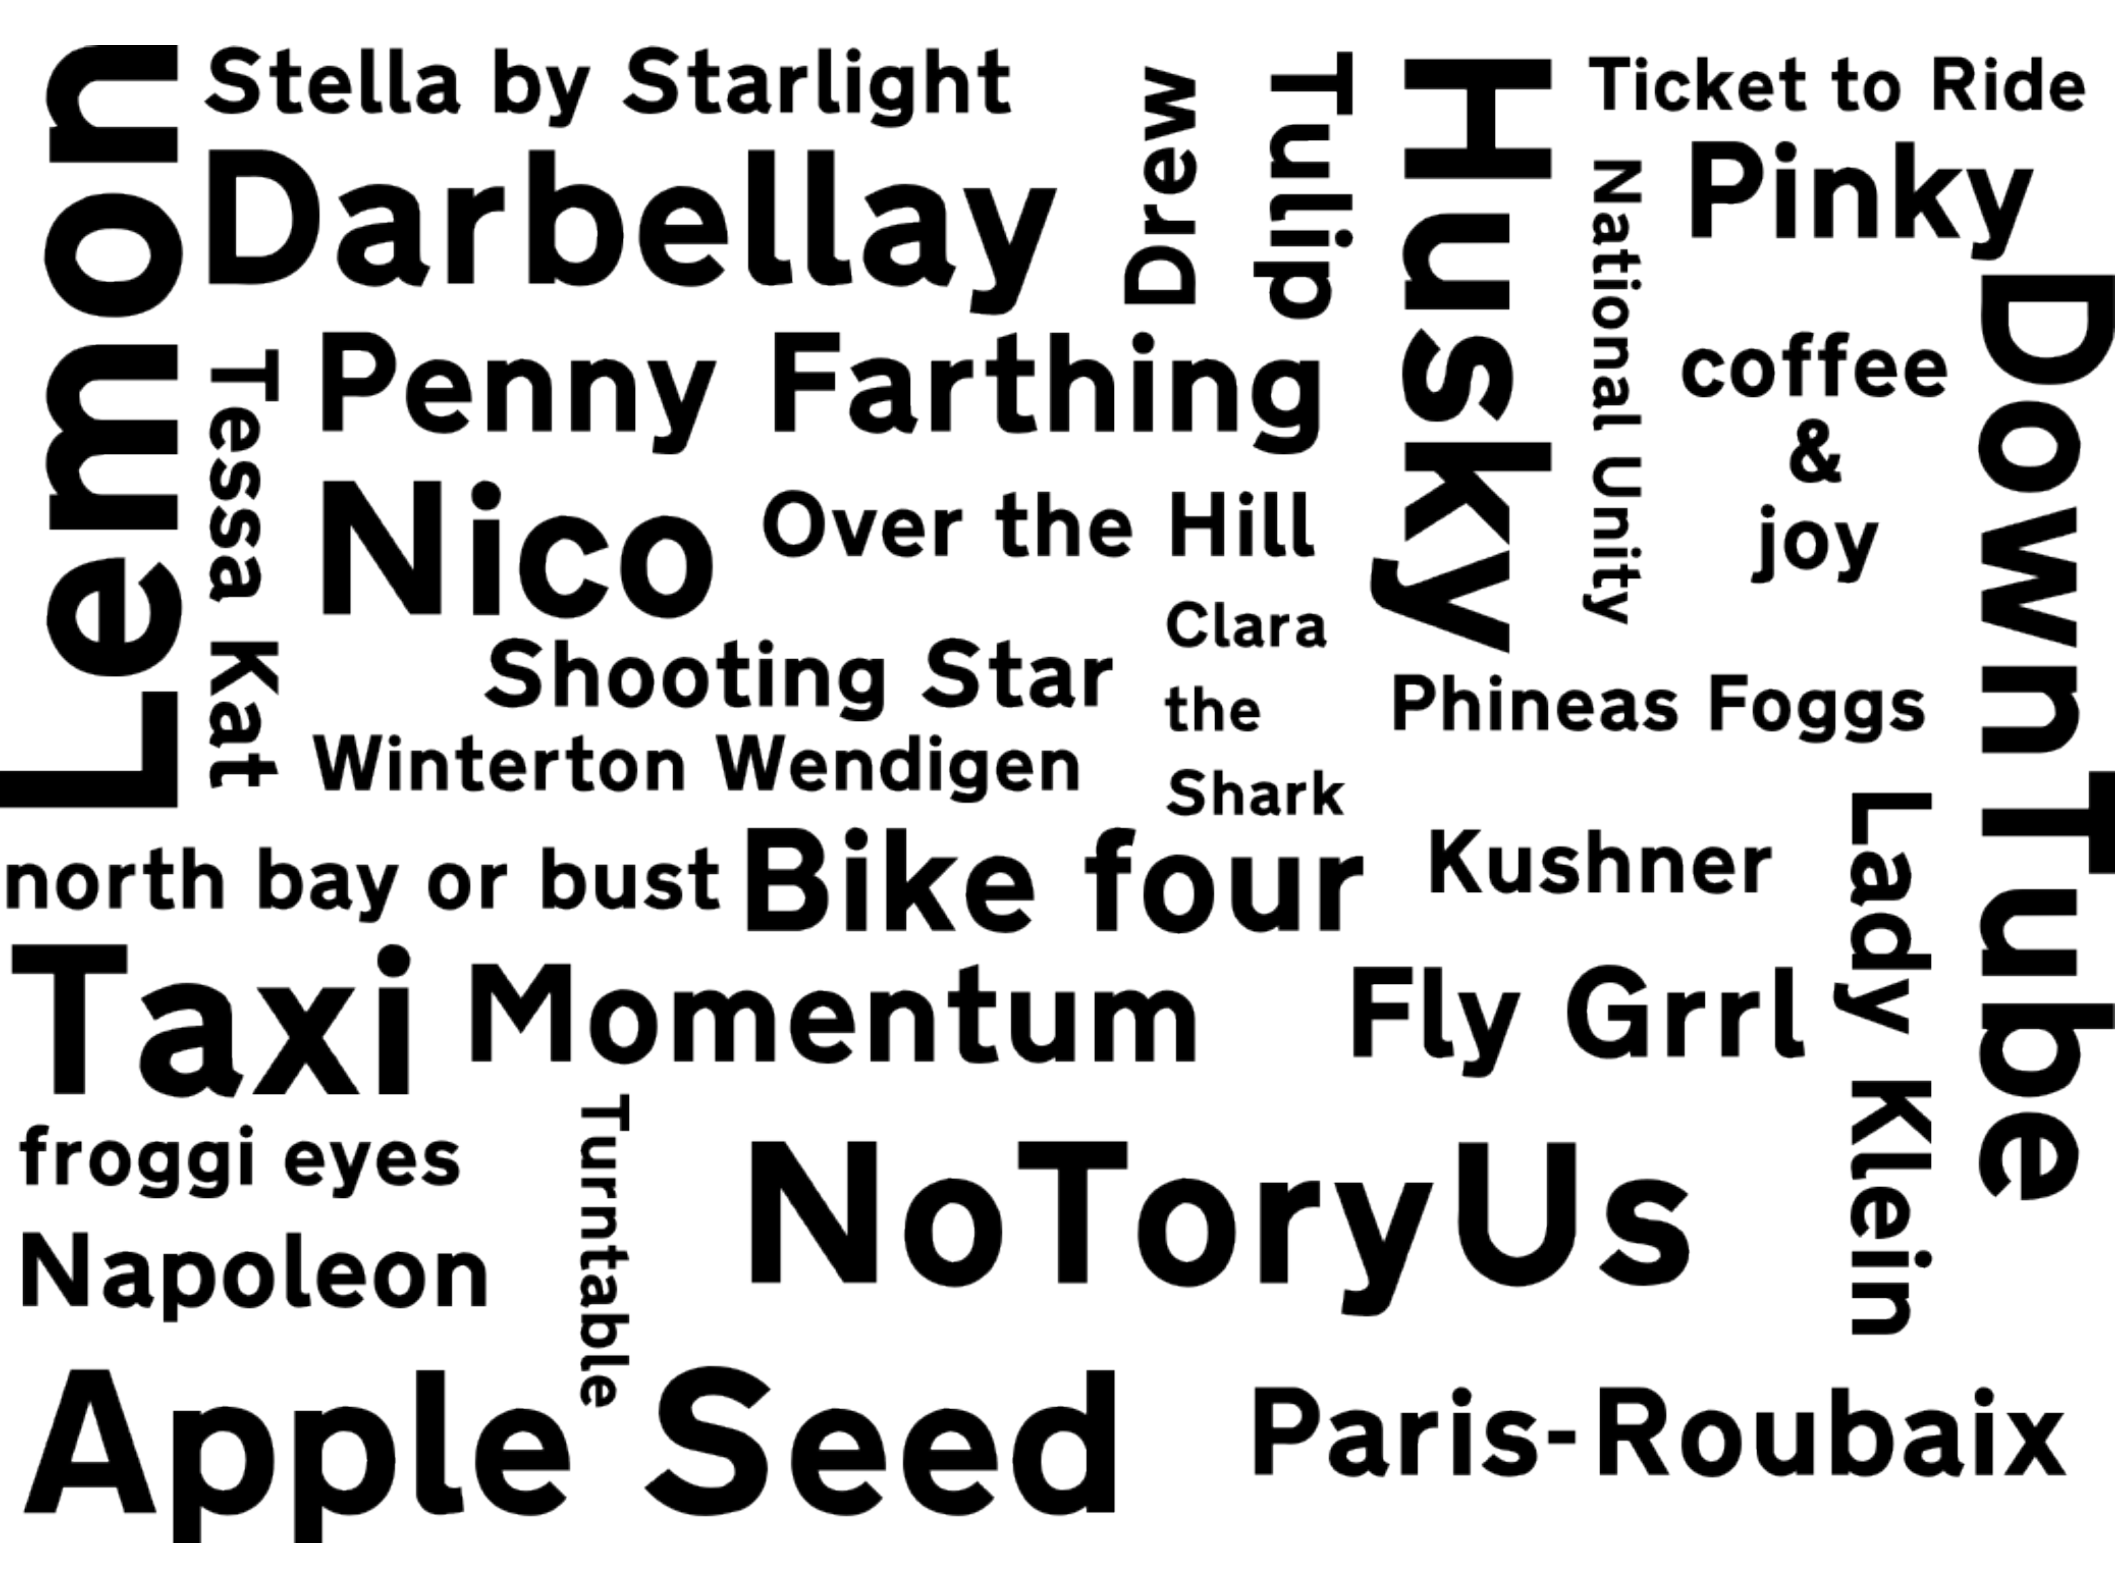 Lemon
Stella by Starlight
Drew
Tulip
Husky
Ticket to Ride
Darbellay
National Unity
Pinky
DownTube
Tessa Kat
Penny Farthing
coffee
&
joy
Nico
Over the Hill
Clara
the
Shark
Shooting Star
Phineas Foggs
Winterton Wendigen
north bay or bust
Bike four
Kushner
Lady Klein
Taxi
Momentum
Fly Grrl
froggi eyes
Turntable
NoToryUs
Napoleon
Apple Seed
Paris-Roubaix